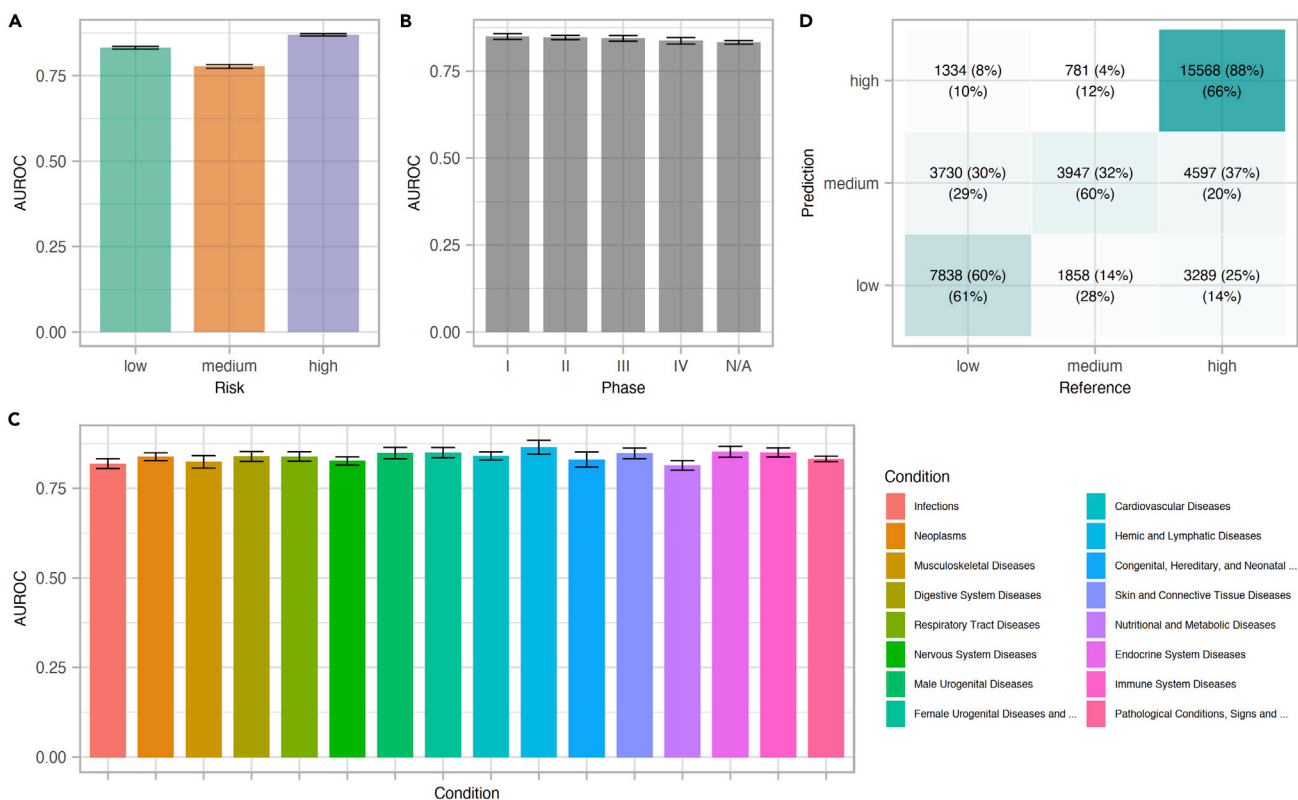 A
AUROC
0.75
0.50
0.25
0.00
low medium high
Risk
B
AUROC
0.75
0.50
0.25
0.00
I II III IV N/A
Phase
D
Prediction
high
medium
low
1334 (8%) 781 (4%) 15568 (88%)
(10%) (12%) (66%)
3730 (30%) 3947 (32%) 4597 (37%)
(29%) (60%) (20%)
7838 (60%) 1858 (14%) 3289 (25%)
(61%) (28%) (14%)
low medium high
Reference
C
AUROC
0.75
0.50
0.25
0.00
Condition
Condition
Infections
Neoplasms
Musculoskeletal Diseases
Digestive System Diseases
Respiratory Tract Diseases
Nervous System Diseases
Male Urogenital Diseases
Female Urogenital Diseases and ...
Cardiovascular Diseases
Hemic and Lymphatic Diseases
Congenital, Hereditary, and Neonatal ...
Skin and Connective Tissue Diseases
Nutritional and Metabolic Diseases
Endocrine System Diseases
Immune System Diseases
Pathological Conditions, Signs and ...